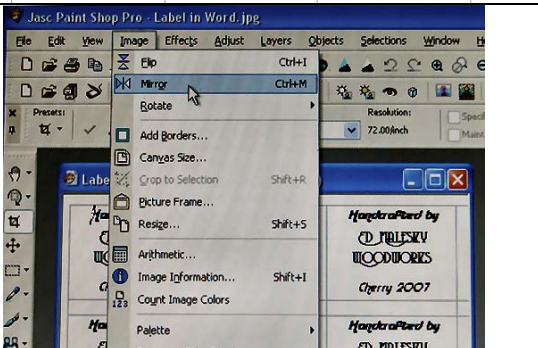 Jasc Paint Shop Pro - Label in Word.jpg
File Edit View Image Effects Adjust Layers Objects Selections Window
Flip Ctrl+I
Mirror Ctrl+M
Rotate
Presets:
Resolution:
72.00/inch
Add Borders...
Canvas Size...
Crop to Selection Shift+R
Picture Frame...
Resize... Shift+S
Arithmetic...
Image Information... Shift+I
Count Image Colors
Palette
Labe
Handcrafted by
ED MALESKY
WOODWORKS
Cherry 2007
Handcrafted by
ED MALESKY